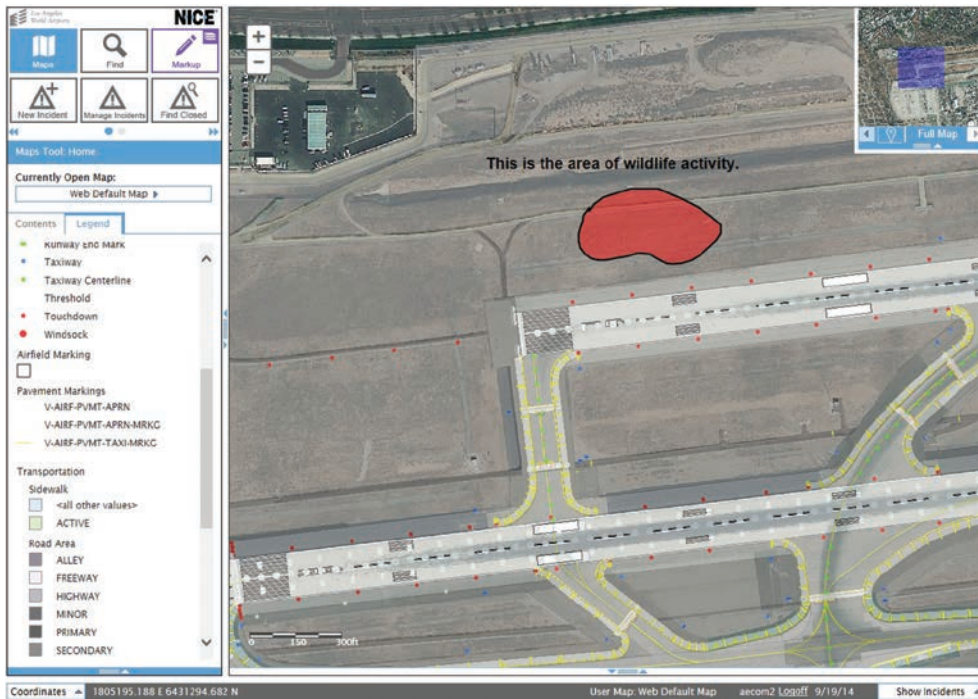 Los Angeles
World Airports
NICE
Maps
Find
Markup
New Incident
Manage Incidents
Find Closed
Maps Tool: Home
Currently Open Map:
Web Default Map
Contents
Legend
Runway End Mark
Taxiway
Taxiway Centerline
Threshold
Touchdown
Windsock
Airfield Marking
Pavement Markings
V-AIRF-PVMT-APRN
V-AIRF-PVMT-APRN-MRKG
V-AIRF-PVMT-TAXI-MRKG
Transportation
Sidewalk
<all other values>
ACTIVE
Road Area
ALLEY
FREEWAY
HIGHWAY
MINOR
PRIMARY
SECONDARY
+
−
This is the area of wildlife activity.
Full Map
0 150 300ft
Coordinates 1805195.188 E 6431294.682 N User Map: Web Default Map aecom2 Logoff 9/19/14 Show Incidents